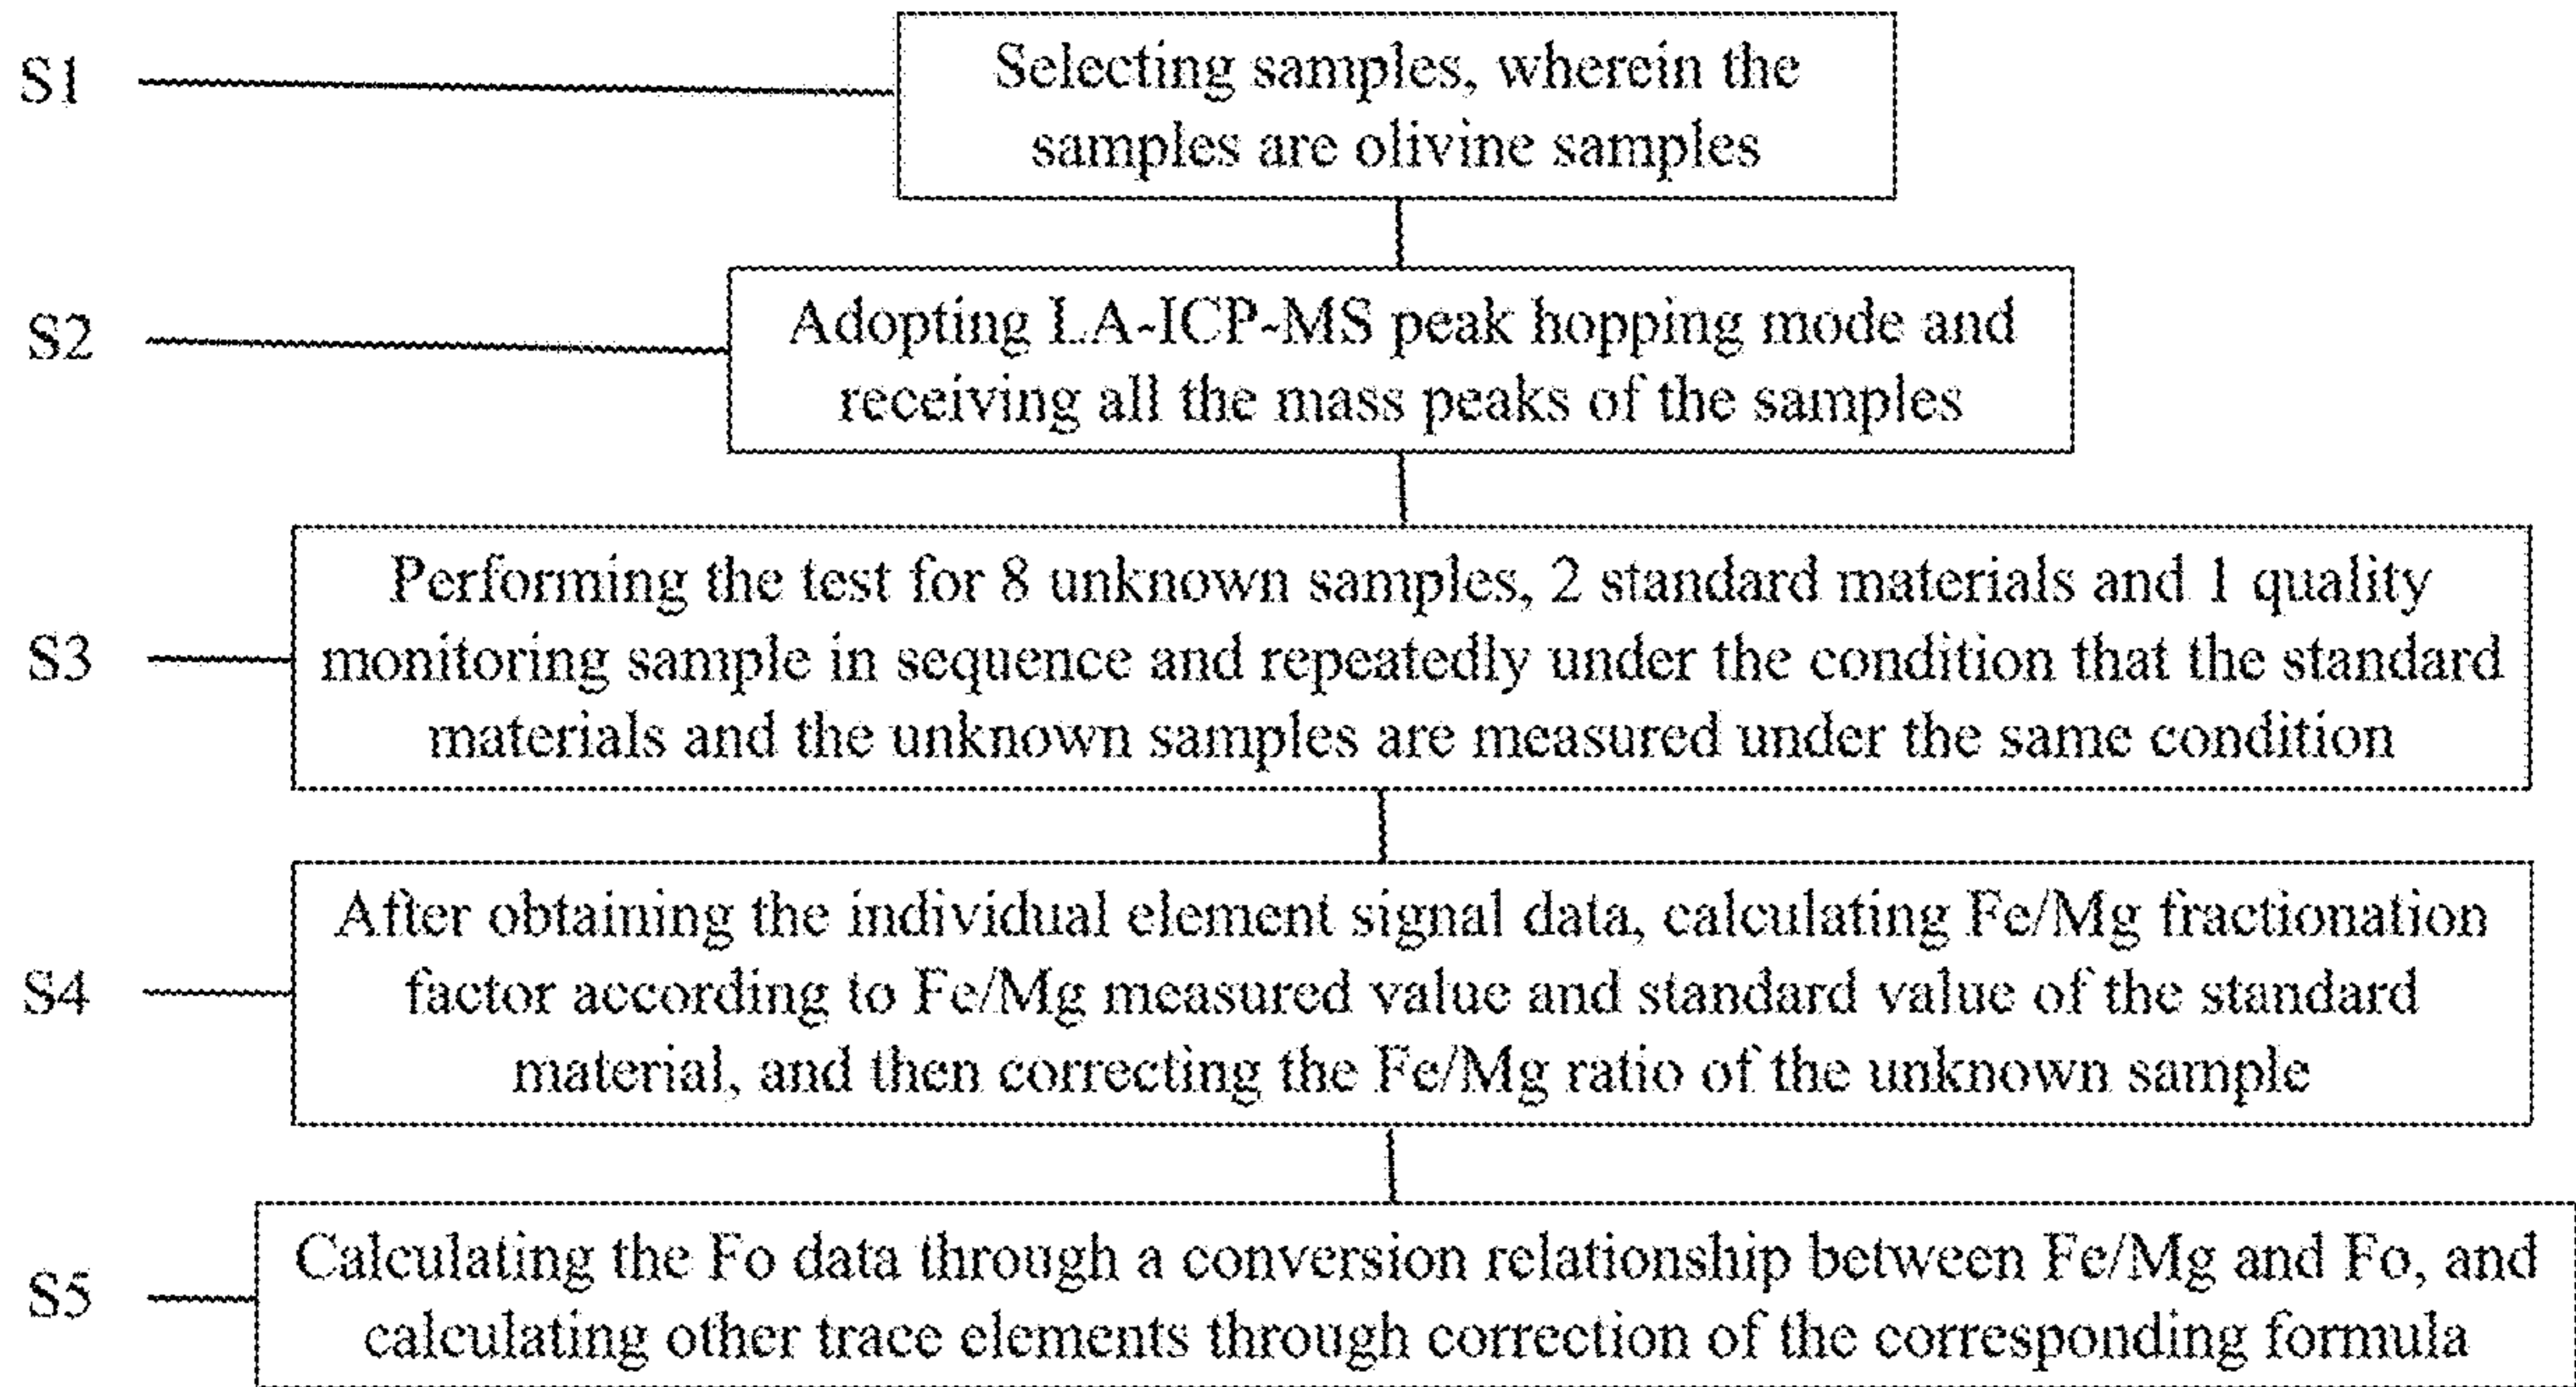 S1
Selecting samples, wherein the
samples are olivine samples
S2
Adopting LA-ICP-MS peak hopping mode and
receiving all the mass peaks of the samples
S3
Performing the test for 8 unknown samples, 2 standard materials and 1 quality
monitoring sample in sequence and repeatedly under the condition that the standard
materials and the unknown samples are measured under the same condition
S4
After obtaining the individual element signal data, calculating Fe/Mg fractionation
factor according to Fe/Mg measured value and standard value of the standard
material, and then correcting the Fe/Mg ratio of the unknown sample
S5
Calculating the Fo data through a conversion relationship between Fe/Mg and Fo, and
calculating other trace elements through correction of the corresponding formula